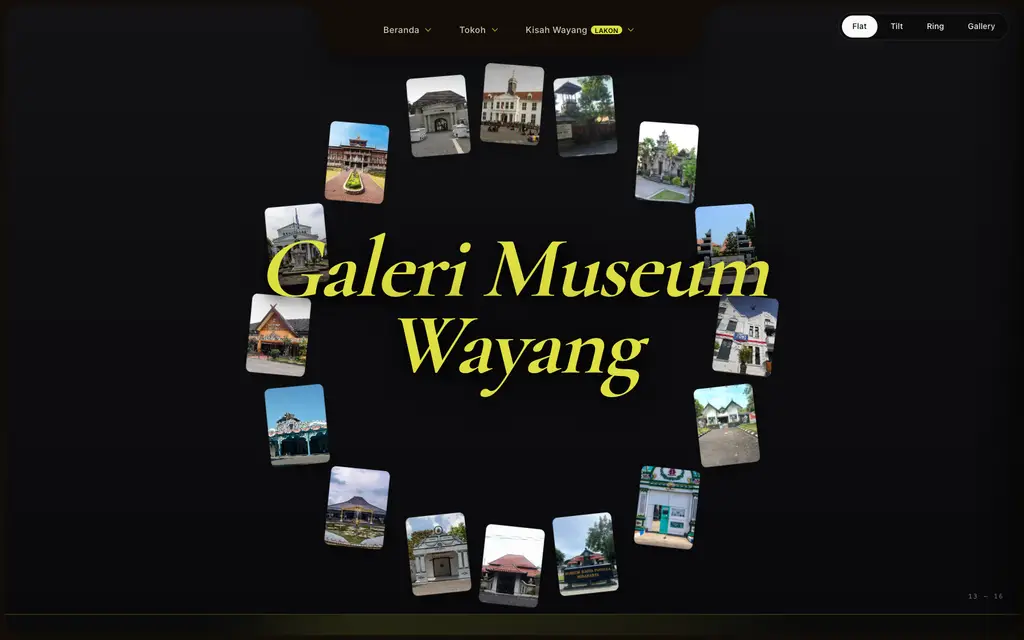 Beranda
Tokoh
Kisah Wayang LAKON
Flat
Tilt
Ring
Gallery
Galeri Museum
Wayang
13 — 16